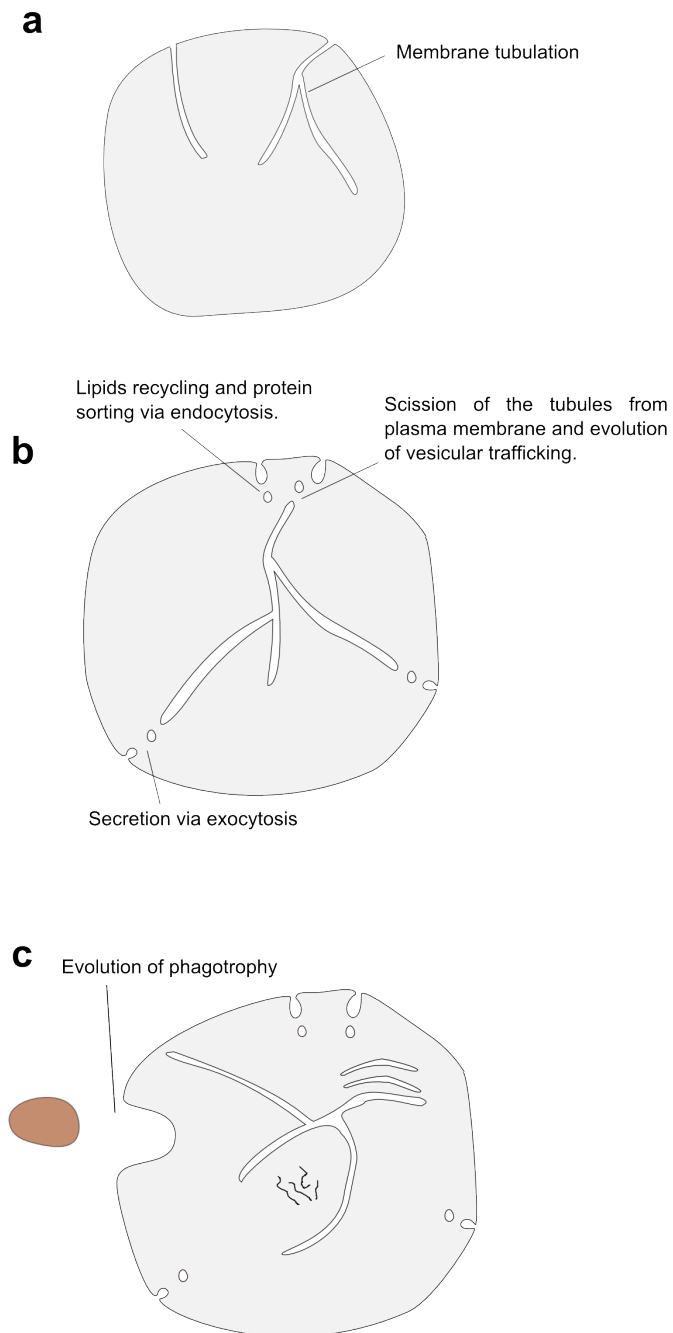 a
Membrane tubulation
Lipids recycling and protein
sorting via endocytosis.
Scission of the tubules from
plasma membrane and evolution
of vesicular trafficking.
b
Secretion via exocytosis
c
Evolution of phagotrophy